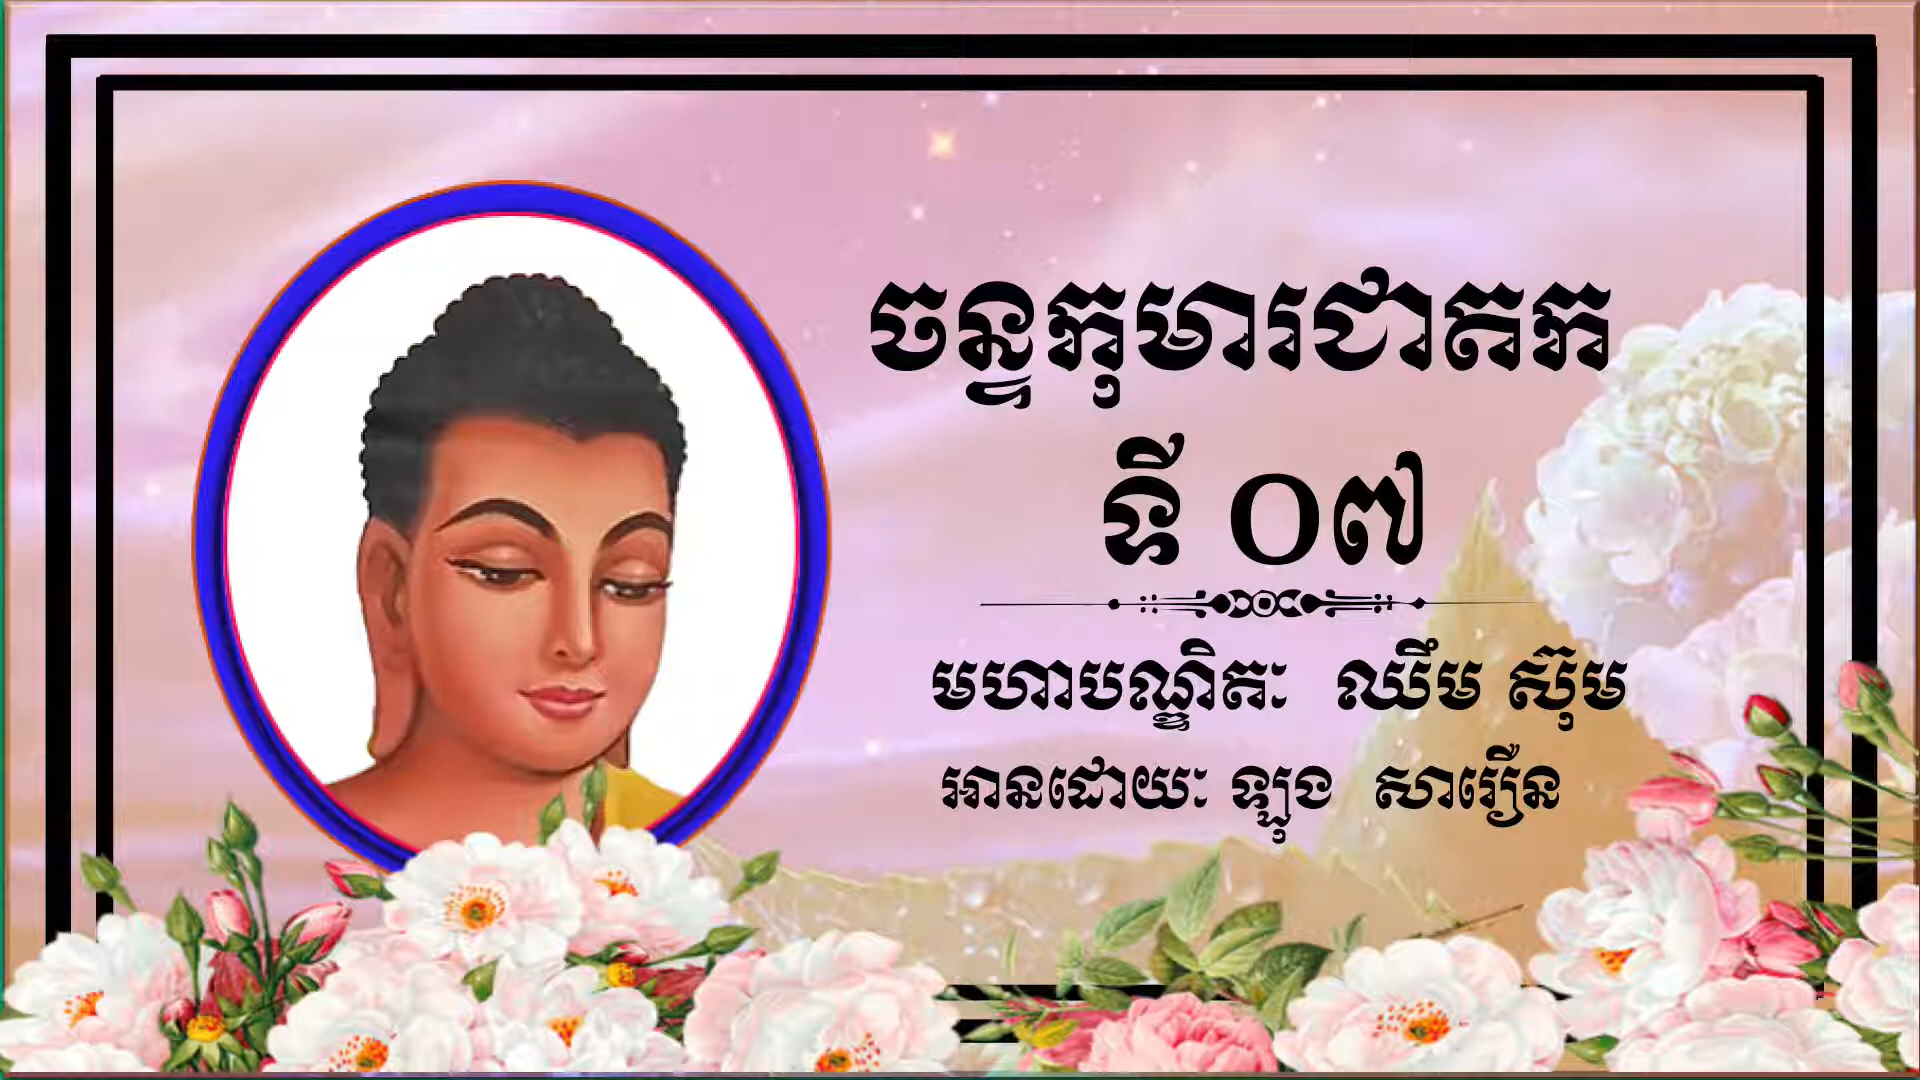 ចន្ទកុមារជាតក
ទី ០៧
មហាបណ្ឌិតៈ ឈឹម ស៊ុម
អានដោយៈ ឡុង សារឿន